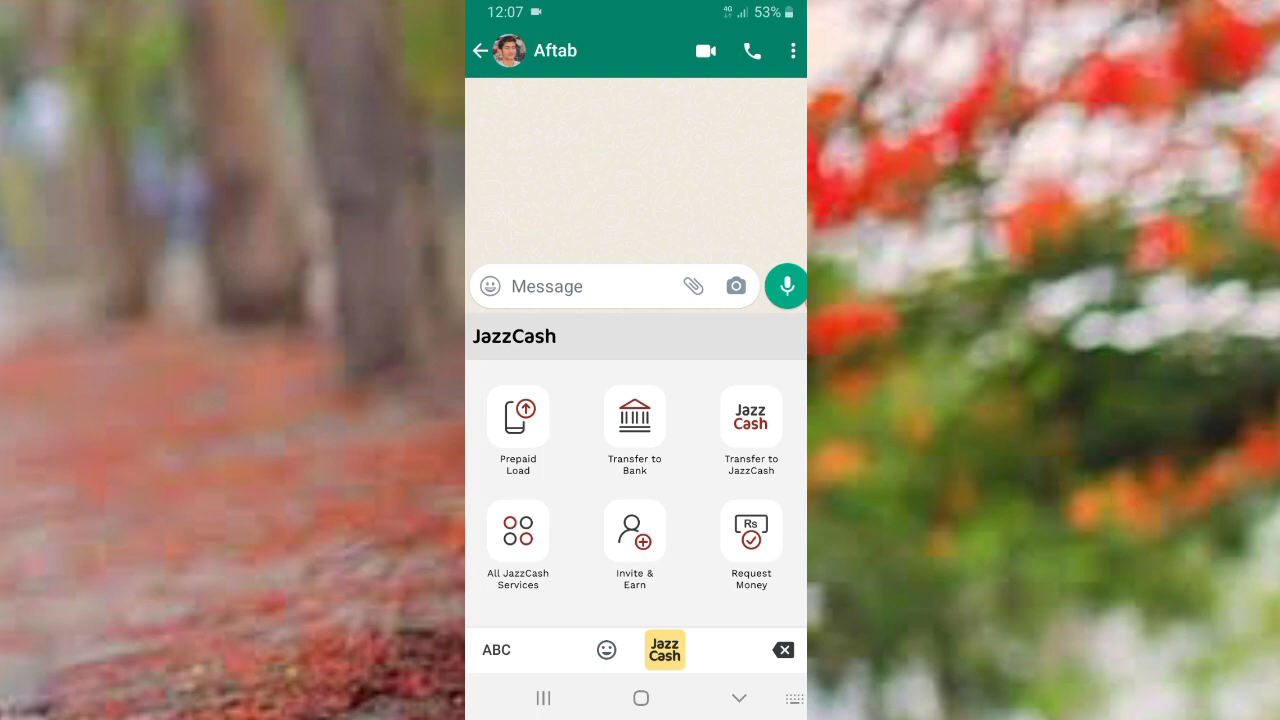 12:07
4G 53%
Aftab
Message
JazzCash
Jazz
Cash
Prepaid
Load
Transfer to
Bank
Transfer to
JazzCash
Rs
All JazzCash
Services
Invite &
Earn
Request
Money
ABC
Jazz
Cash